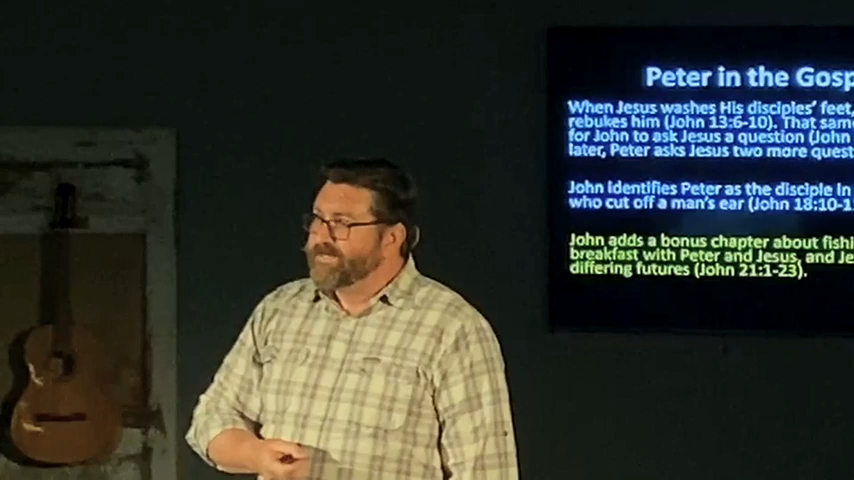 Peter in the Gosp
When Jesus washes His disciples' feet,
rebukes him (John 13:6-10). That same
for John to ask Jesus a question (John
later, Peter asks Jesus two more quest
John identifies Peter as the disciple in
who cut off a man's ear (John 18:10-1
John adds a bonus chapter about fishi
breakfast with Peter and Jesus, and Je
differing futures (John 21:1-23).